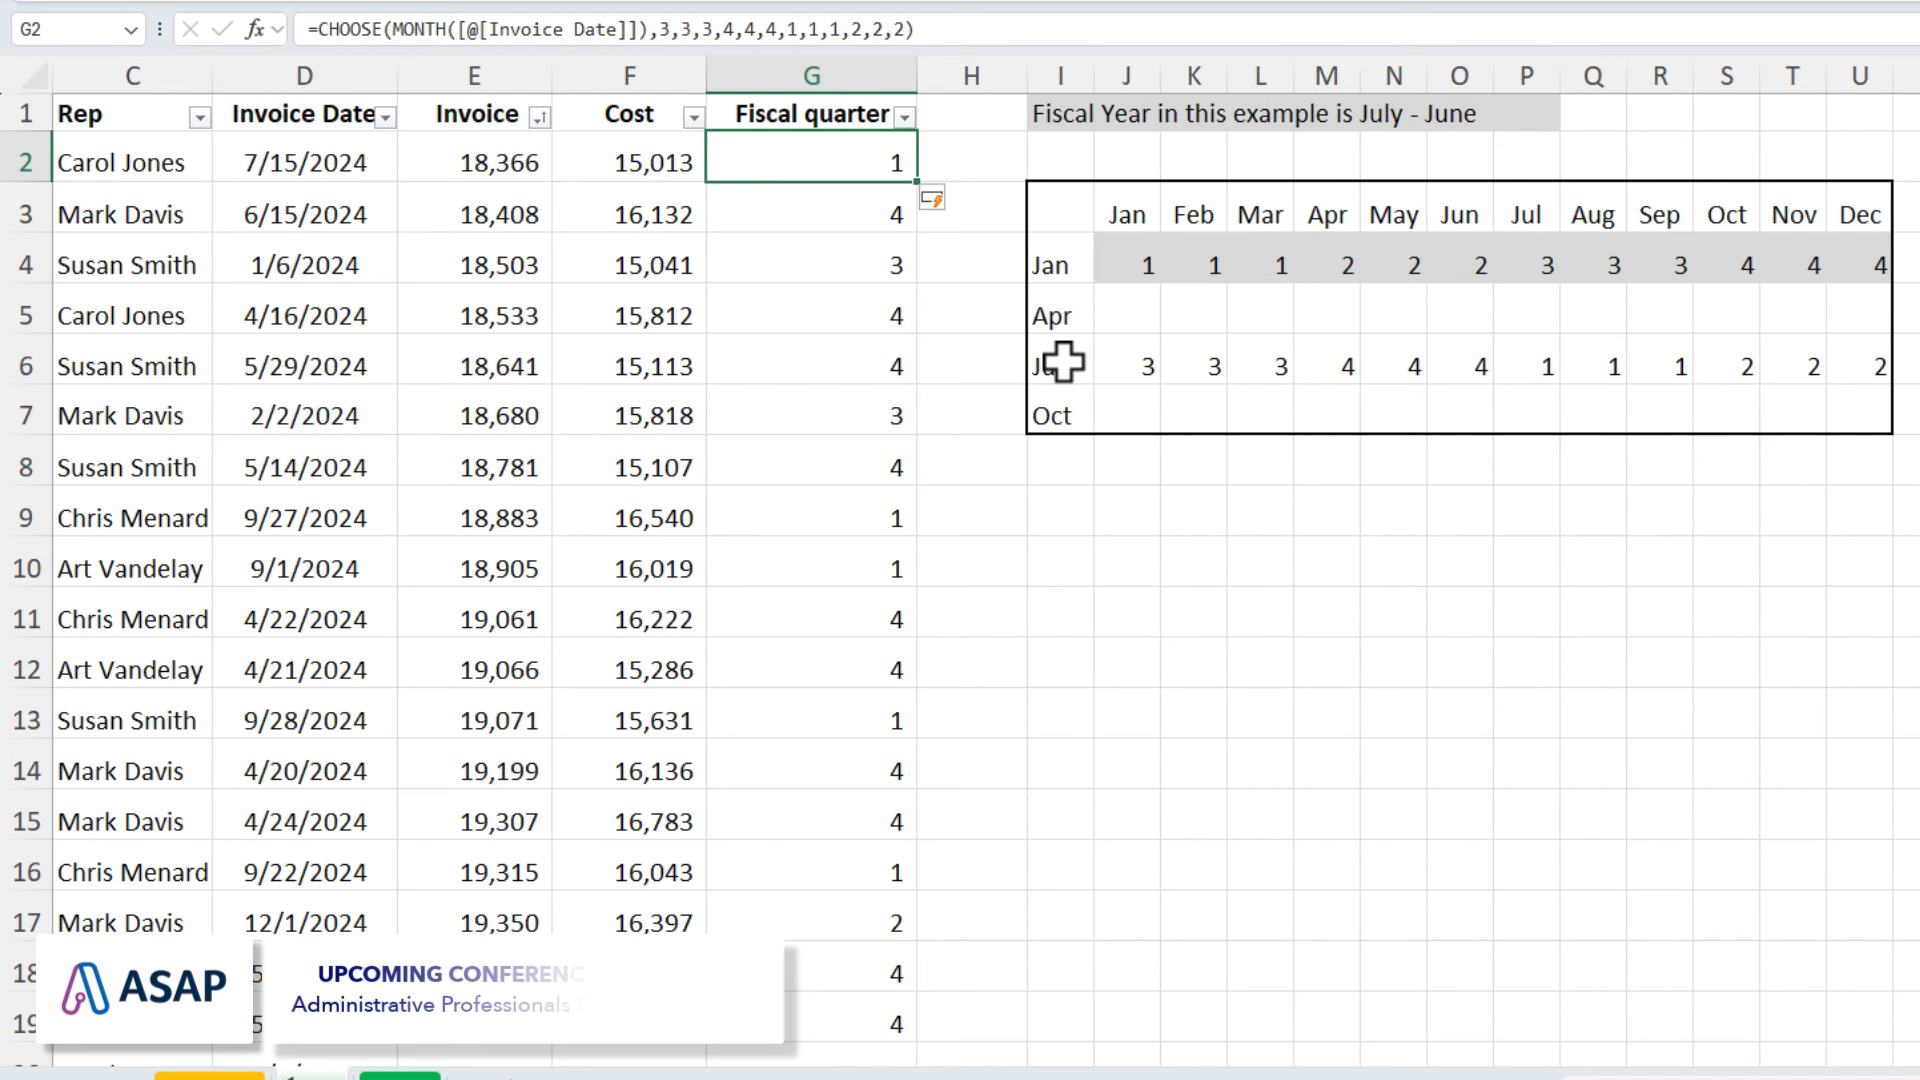 G2 fx =CHOOSE(MONTH([@[Invoice Date]]),3,3,3,4,4,4,1,1,1,2,2,2)
C D E F G H I J K L M N O P Q R S T U
1 Rep Invoice Date Invoice Cost Fiscal quarter Fiscal Year in this example is July - June
2 Carol Jones 7/15/2024 18,366 15,013 1
3 Mark Davis 6/15/2024 18,408 16,132 4 Jan Feb Mar Apr May Jun Jul Aug Sep Oct Nov Dec
4 Susan Smith 1/6/2024 18,503 15,041 3 Jan 1 1 1 2 2 2 3 3 3 4 4 4
5 Carol Jones 4/16/2024 18,533 15,812 4 Apr
6 Susan Smith 5/29/2024 18,641 15,113 4 3 3 3 4 4 4 1 1 1 2 2 2
7 Mark Davis 2/2/2024 18,680 15,818 3 Oct
8 Susan Smith 5/14/2024 18,781 15,107 4
9 Chris Menard 9/27/2024 18,883 16,540 1
10 Art Vandelay 9/1/2024 18,905 16,019 1
11 Chris Menard 4/22/2024 19,061 16,222 4
12 Art Vandelay 4/21/2024 19,066 15,286 4
13 Susan Smith 9/28/2024 19,071 15,631 1
14 Mark Davis 4/20/2024 19,199 16,136 4
15 Mark Davis 4/24/2024 19,307 16,783 4
16 Chris Menard 9/22/2024 19,315 16,043 1
17 Mark Davis 12/1/2024 19,350 16,397 2
18 5 4
19 5 4
ASAP
UPCOMING CONFERENC
Administrative Professionals